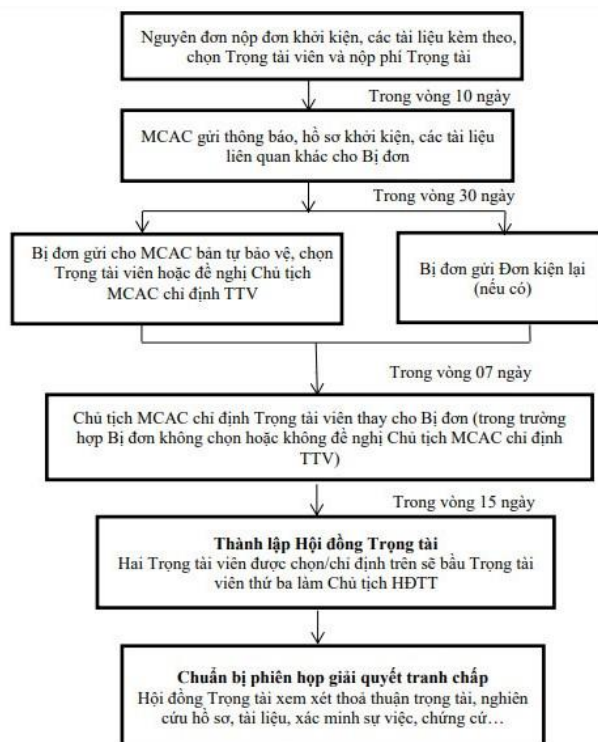 Nguyên đơn nộp đơn khởi kiện, các tài liệu kèm theo,
chọn Trọng tài viên và nộp phí Trọng tài
Trong vòng 10 ngày
MCAC gửi thông báo, hồ sơ khởi kiện, các tài liệu
liên quan khác cho Bị đơn
Trong vòng 30 ngày
Bị đơn gửi cho MCAC bản tự bảo vệ, chọn
Trọng tài viên hoặc đề nghị Chủ tịch
MCAC chỉ định TTV
Bị đơn gửi Đơn kiện lại
(nếu có)
Trong vòng 07 ngày
Chủ tịch MCAC chỉ định Trọng tài viên thay cho Bị đơn (trong trường
hợp Bị đơn không chọn hoặc không đề nghị Chủ tịch MCAC chỉ định
TTV)
Trong vòng 15 ngày
Thành lập Hội đồng Trọng tài
Hai Trọng tài viên được chọn/chỉ định trên sẽ bầu Trọng tài
viên thứ ba làm Chủ tịch HĐTT
Chuẩn bị phiên họp giải quyết tranh chấp
Hội đồng Trọng tài xem xét thoả thuận trọng tài, nghiên
cứu hồ sơ, tài liệu, xác minh sự việc, chứng cứ…